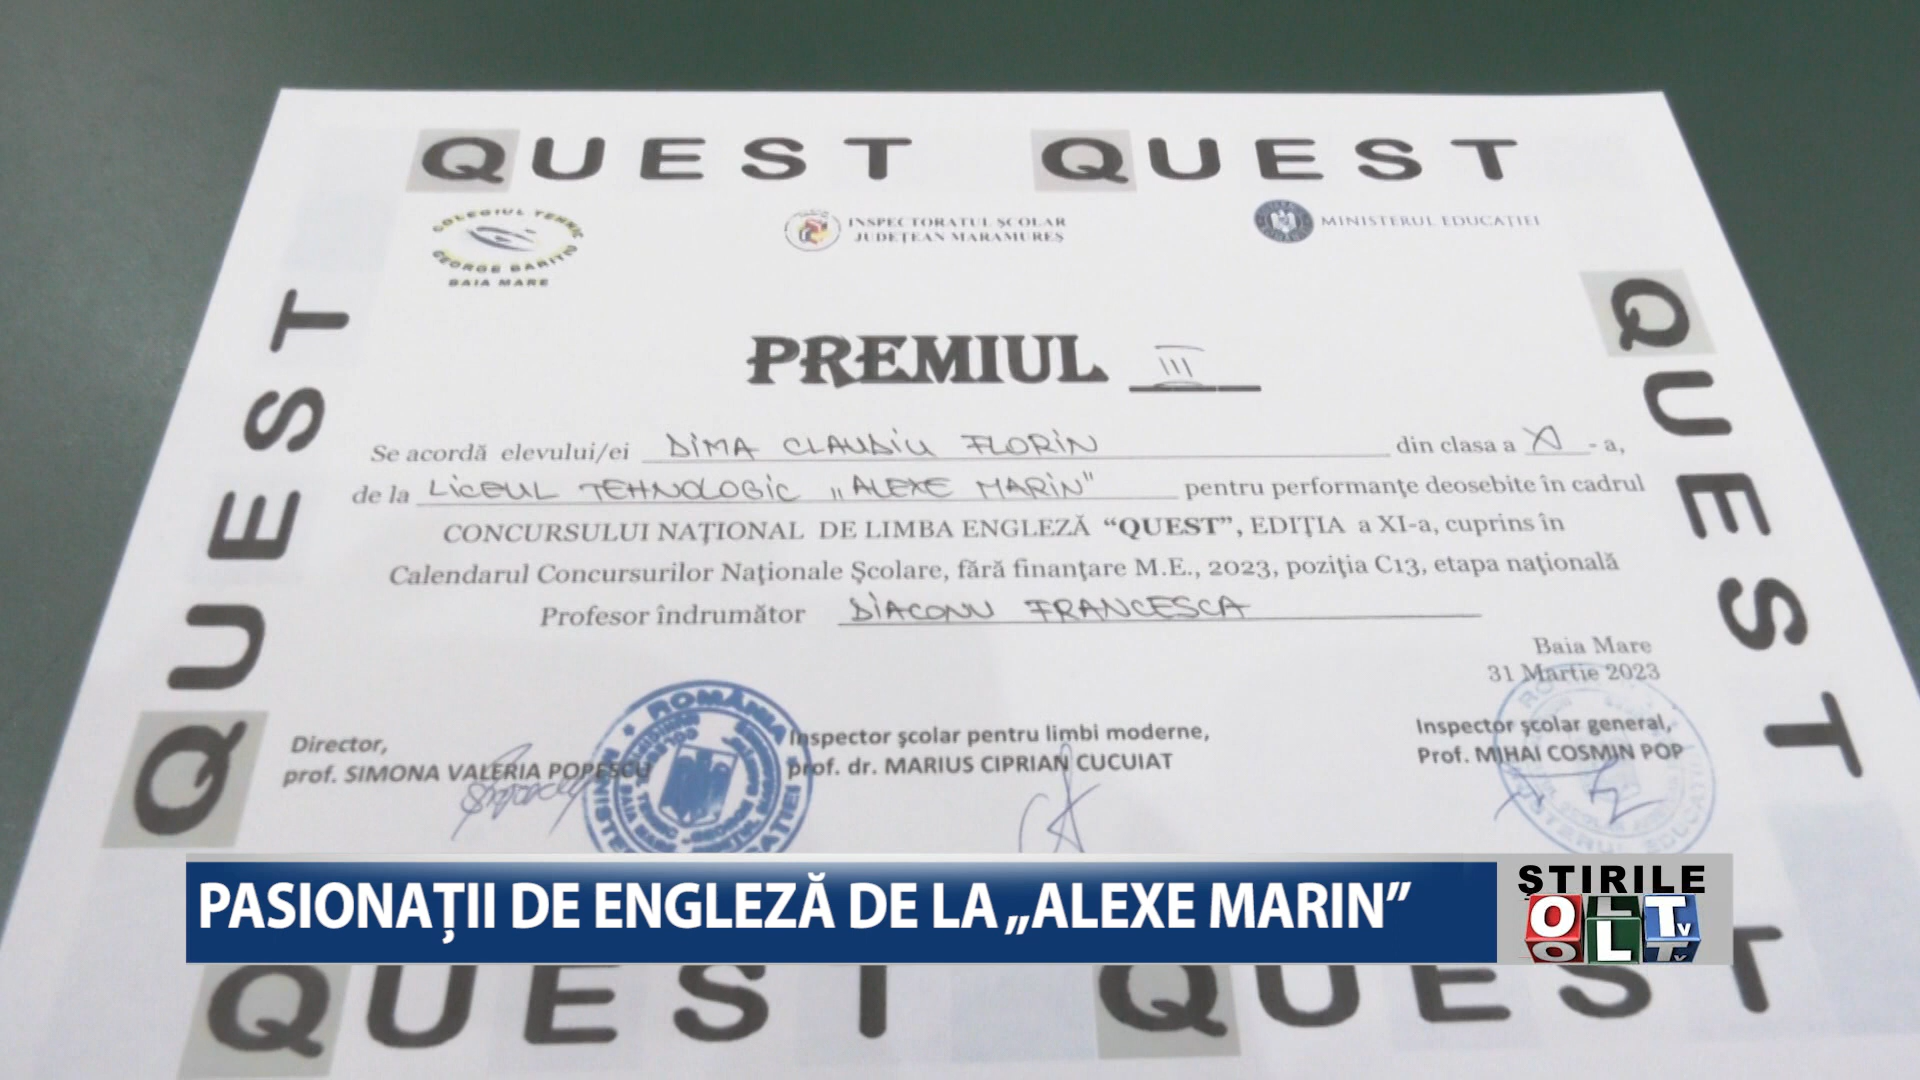 QUEST QUEST
COLEGIUL TEHNIC
GEORGE BARIȚIU
BAIA MARE
INSPECTORATUL ȘCOLAR
JUDEȚEAN MARAMUREȘ
MINISTERUL EDUCAȚIEI
QUEST
QUEST
PREMIUL III
Se acordă elevului/ei DIMA CLAUDIU FLORIN din clasa a XI - a,
de la LICEUL TEHNOLOGIC „ALEXE MARIN" pentru performanțe deosebite în cadrul
CONCURSULUI NAȚIONAL DE LIMBA ENGLEZĂ “QUEST”, EDIȚIA a XI-a, cuprins în
Calendarul Concursurilor Naționale Școlare, fără finanțare M.E., 2023, poziția C13, etapa națională
Profesor îndrumător DIACONU FRANCESCA
Baia Mare
31 Martie 2023
Director,
prof. SIMONA VALERIA POPESCU
ROMÂNIA
Inspector școlar pentru limbi moderne,
prof. dr. MARIUS CIPRIAN CUCUIAT
Inspector școlar general,
Prof. MIHAI COSMIN POP
PASIONAȚII DE ENGLEZĂ DE LA „ALEXE MARIN”
ȘTIRILE
OLT Tv
QUEST QUEST